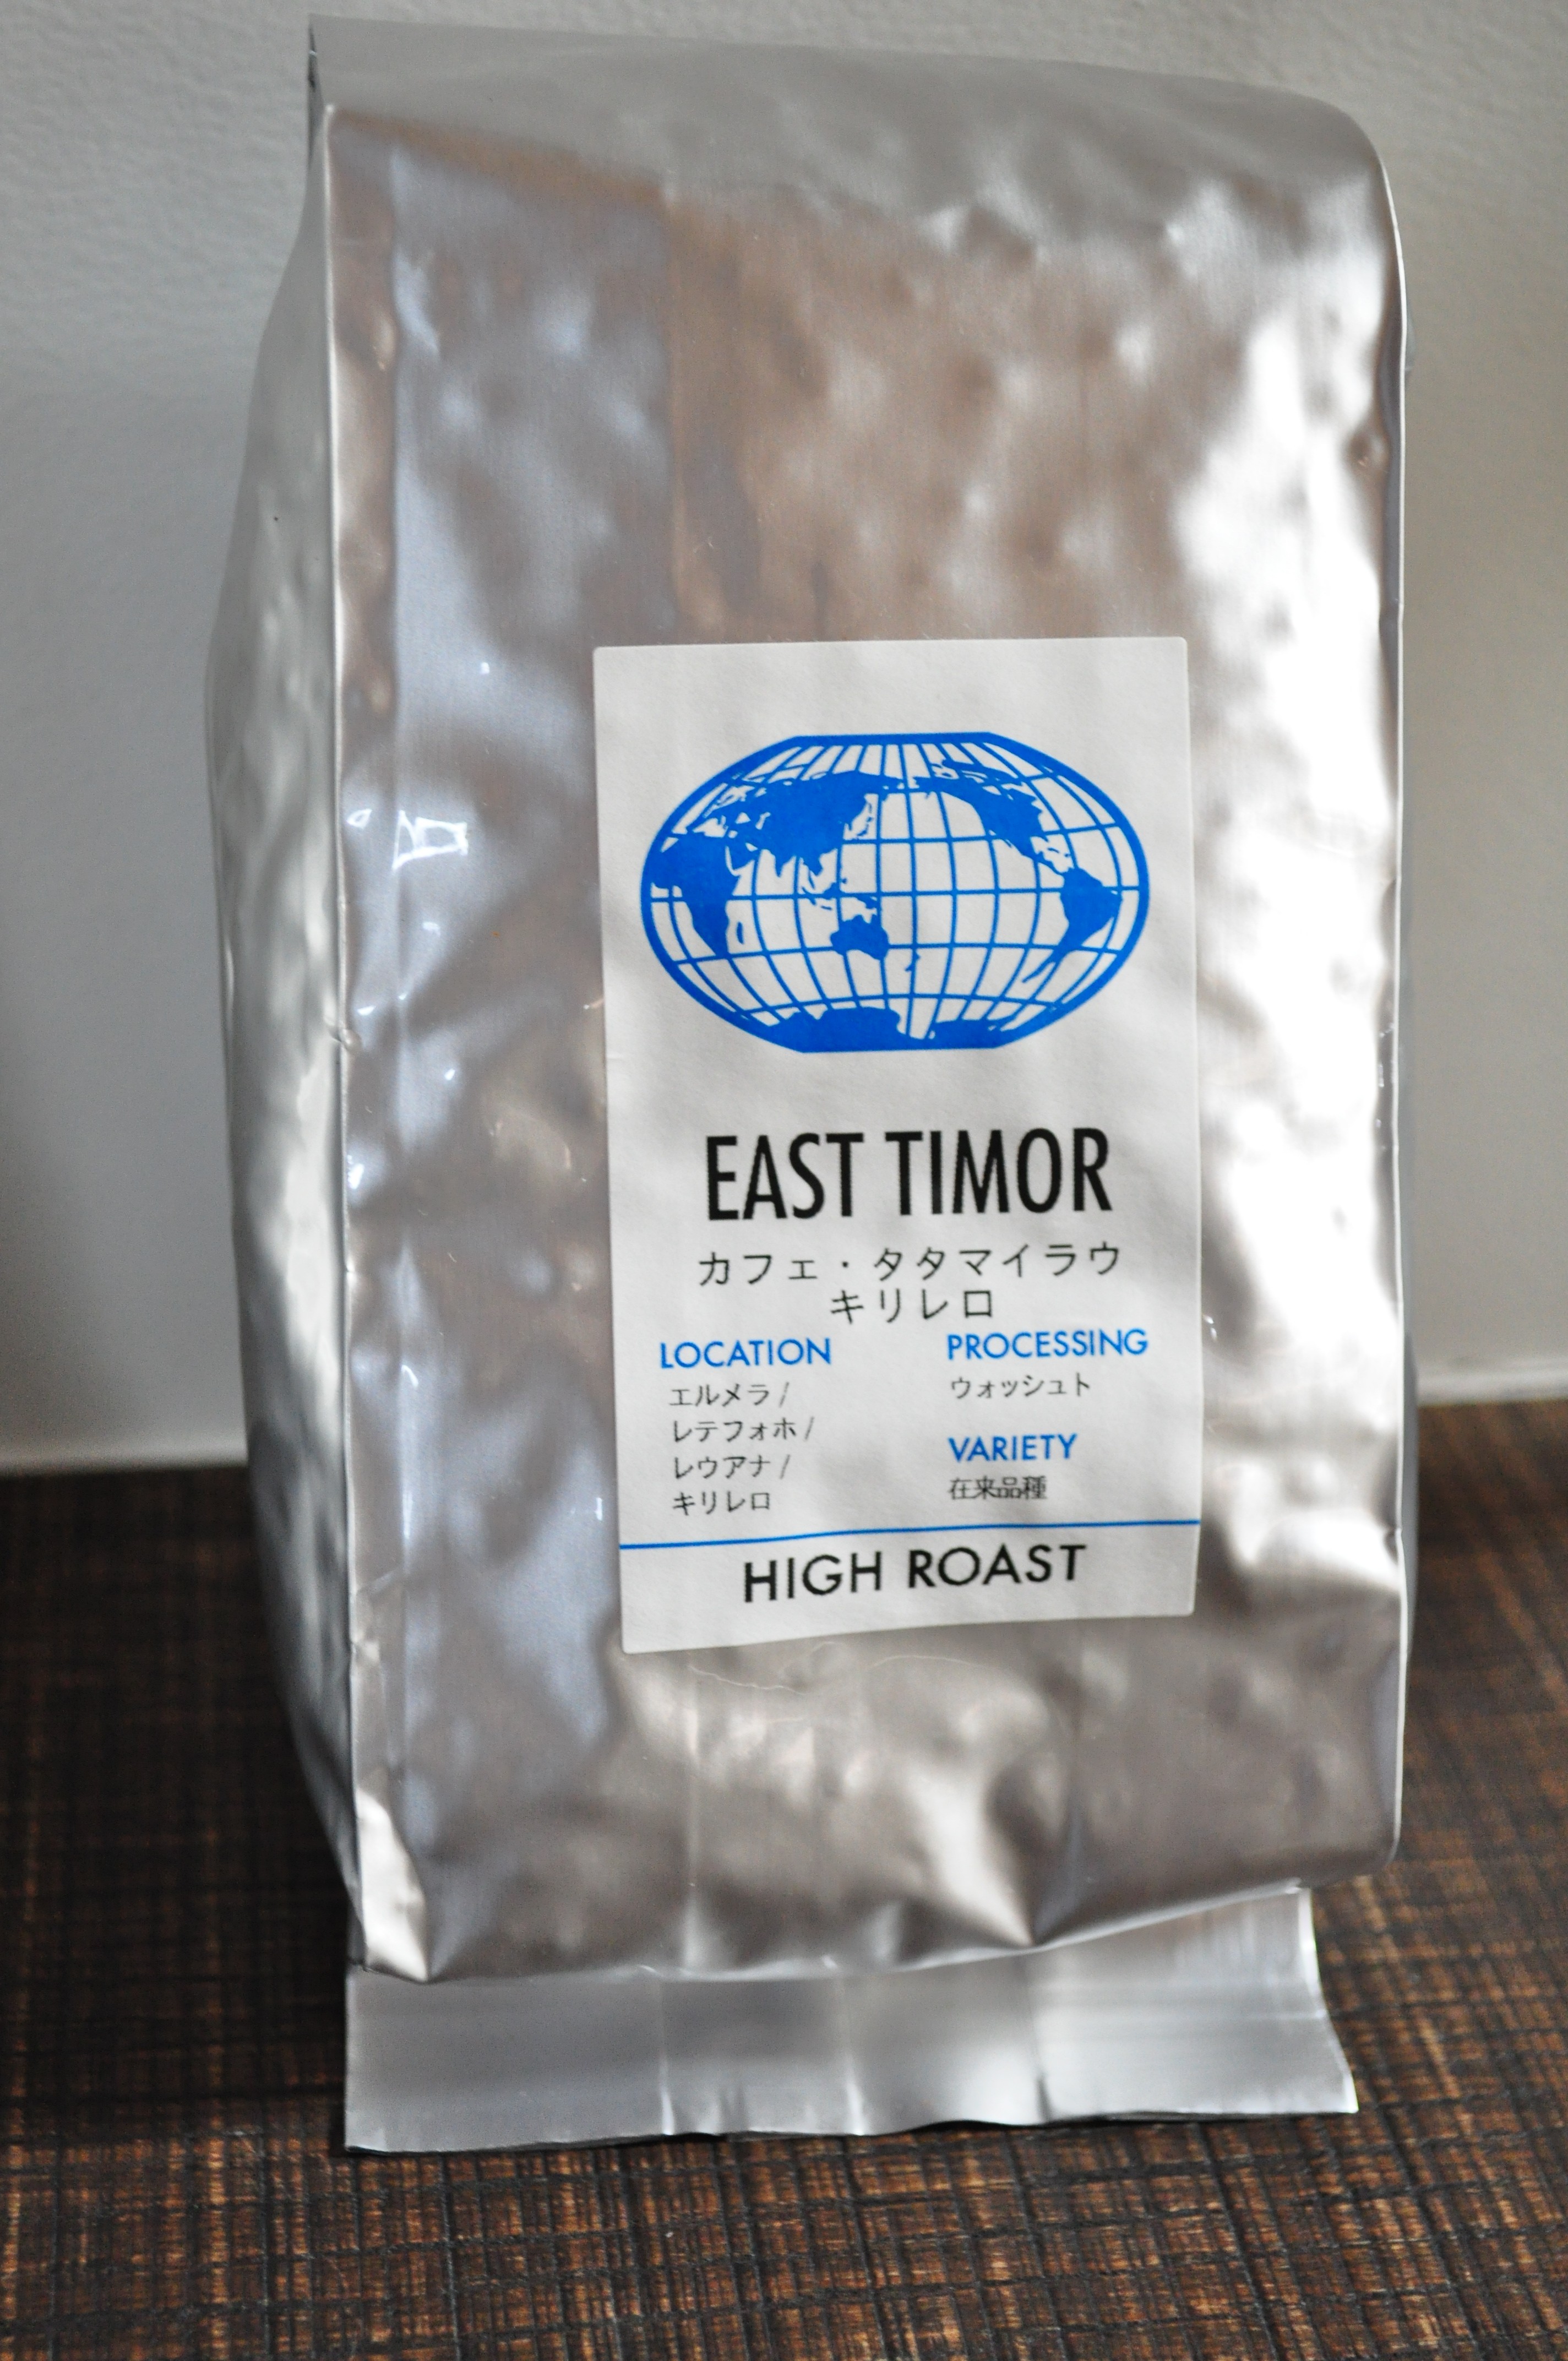 EAST TIMOR
カフェ・タタマイラウ
キリレロ
LOCATION
エルメラ /
レテフォホ /
レウアナ /
キリレロ
PROCESSING
ウォッシュト
VARIETY
在来品種
HIGH ROAST